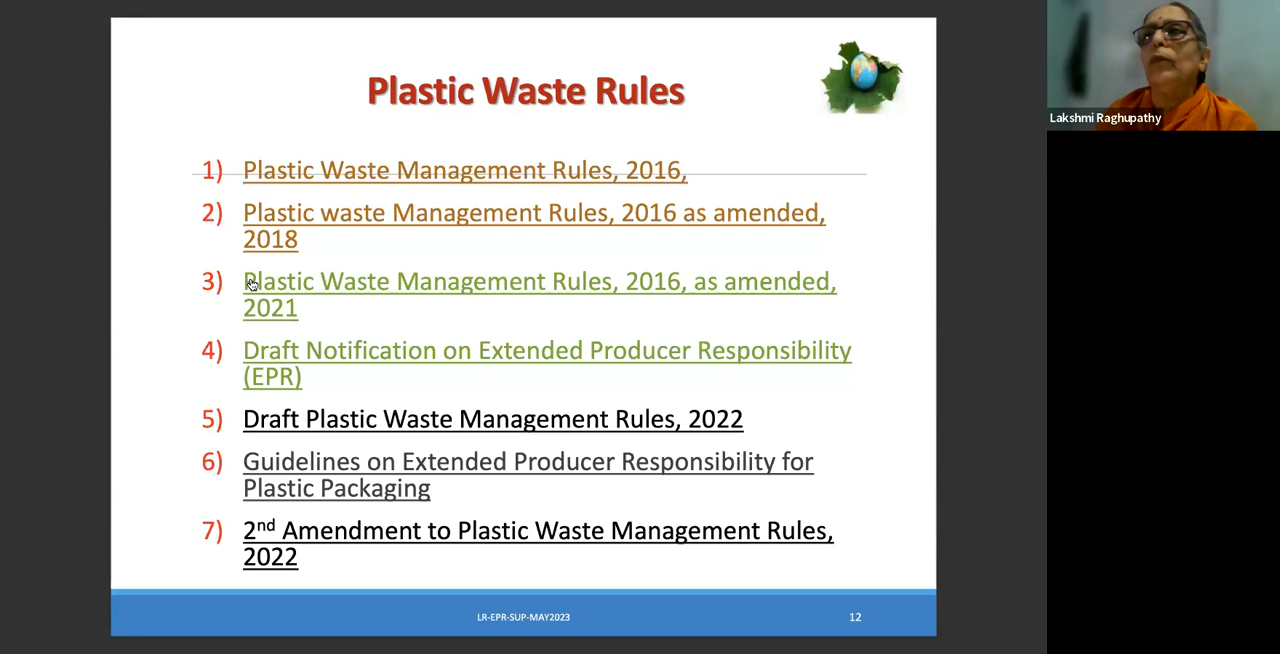 Plastic Waste Rules
1) Plastic Waste Management Rules, 2016,
2) Plastic waste Management Rules, 2016 as amended,
2018
3) Plastic Waste Management Rules, 2016, as amended,
2021
4) Draft Notification on Extended Producer Responsibility
(EPR)
5) Draft Plastic Waste Management Rules, 2022
6) Guidelines on Extended Producer Responsibility for
Plastic Packaging
7) 2nd Amendment to Plastic Waste Management Rules,
2022
LR-EPR-SUP-MAY2023
12
Lakshmi Raghupathy